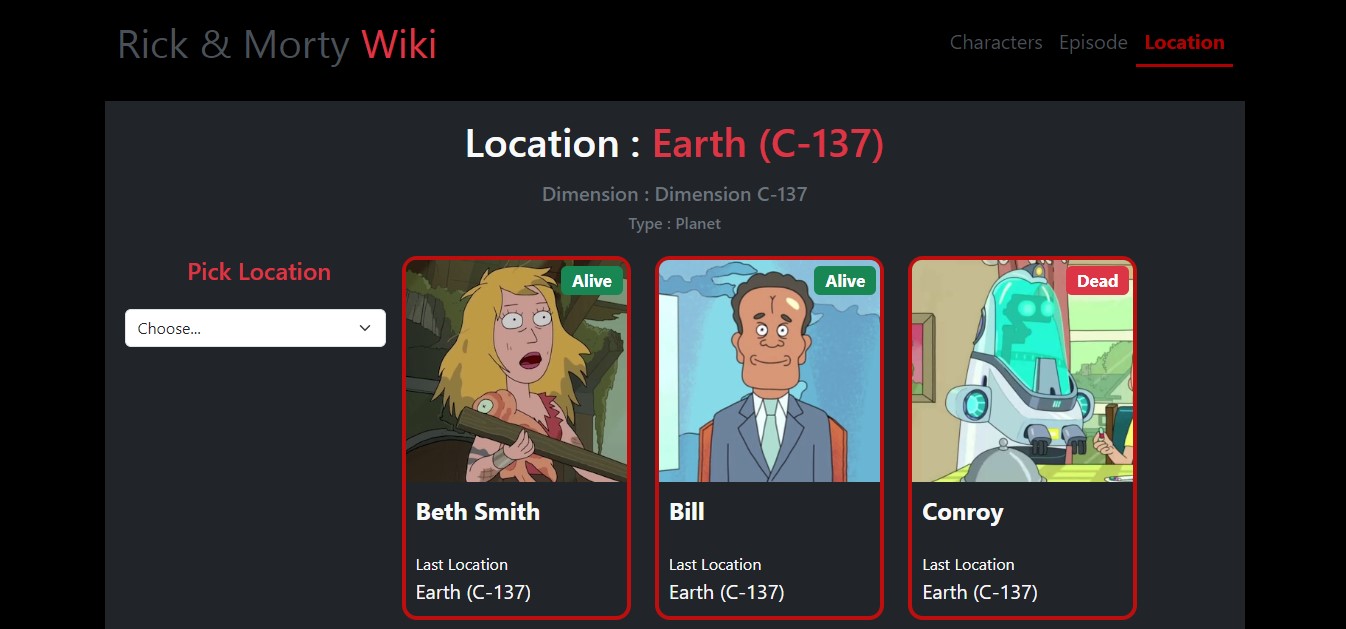 Rick & Morty Wiki
Characters Episode Location
Location : Earth (C-137)
Dimension : Dimension C-137
Type : Planet
Pick Location
Choose...
Alive
Beth Smith
Last Location
Earth (C-137)
Alive
Bill
Last Location
Earth (C-137)
Dead
Conroy
Last Location
Earth (C-137)